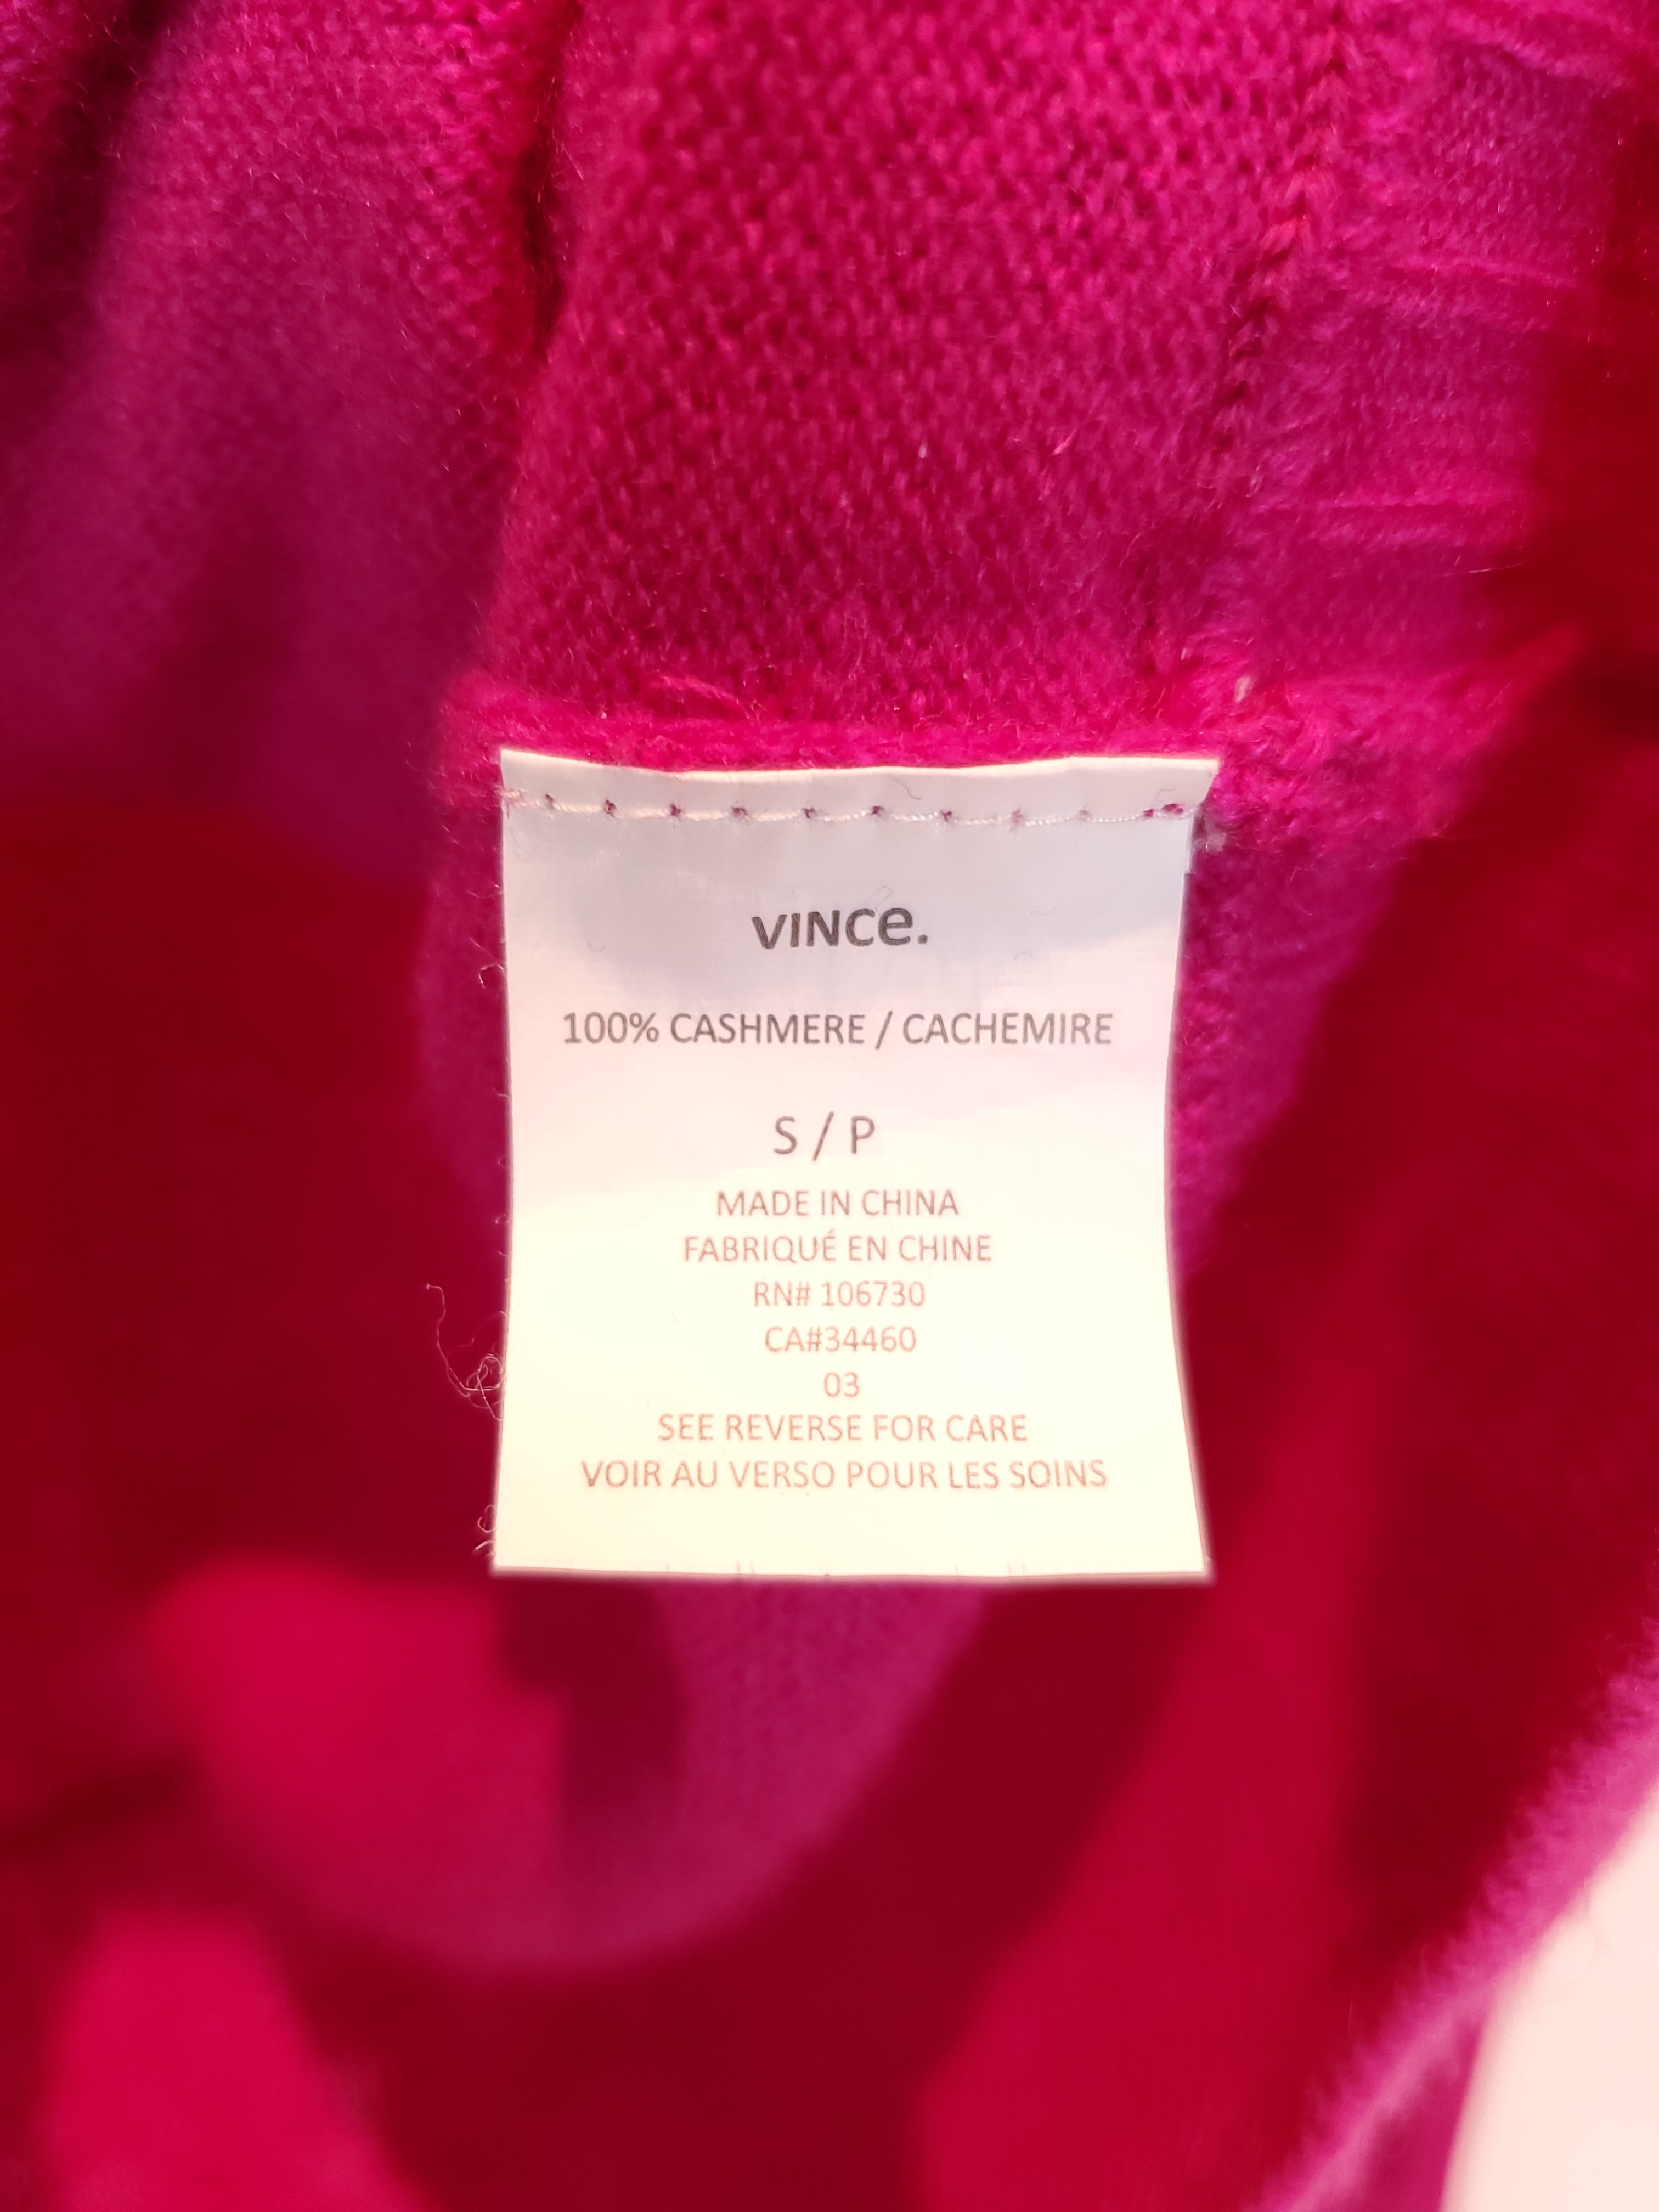 VINCe.
100% CASHMERE / CACHEMIRE
S / P
MADE IN CHINA
FABRIQUÉ EN CHINE
RN# 106730
CA#34460
03
SEE REVERSE FOR CARE
VOIR AU VERSO POUR LES SOINS